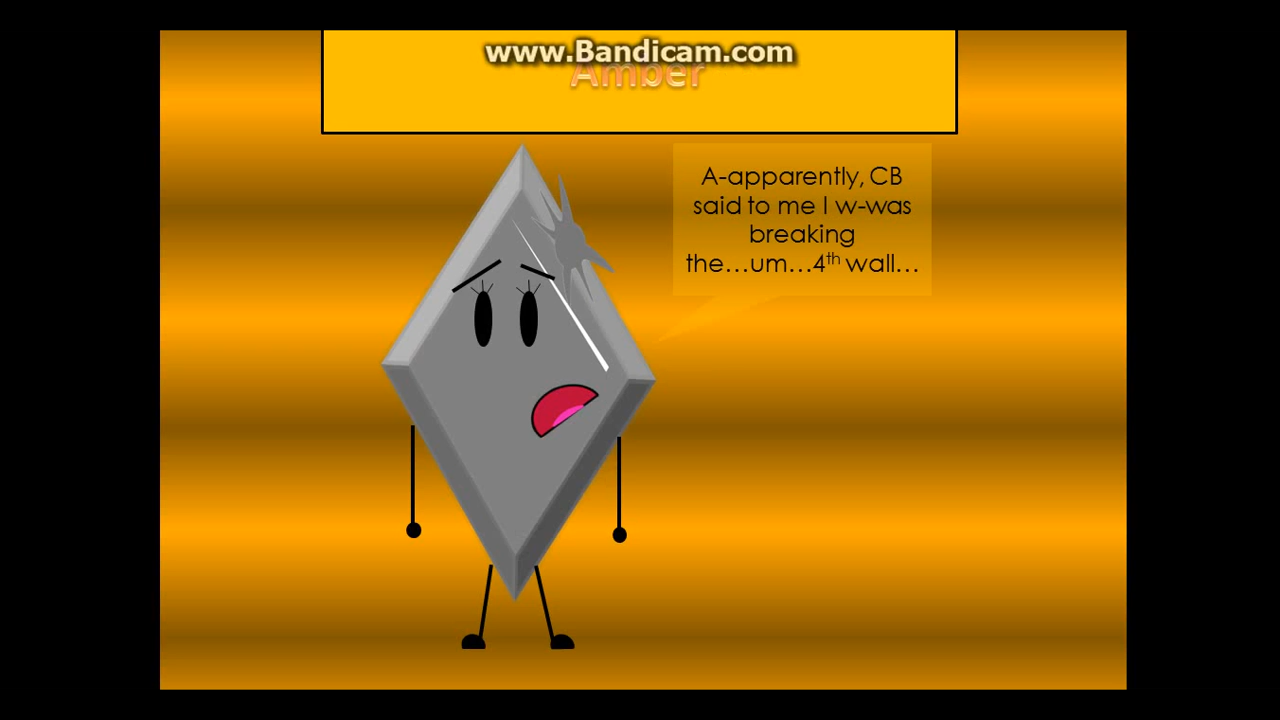 www.Bandicam.com
Amber
A-apparently, CB
said to me I w-was
breaking
the…um…4th wall…